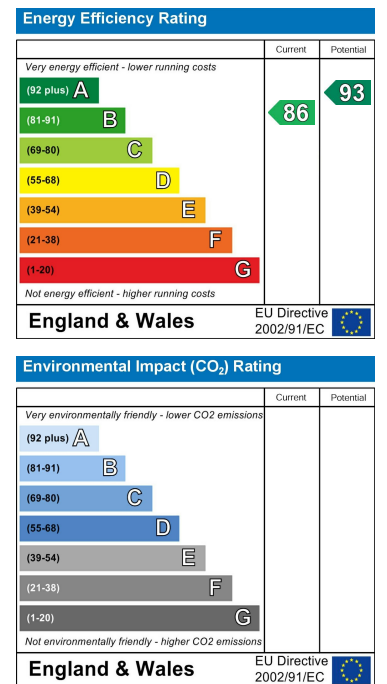 Energy Efficiency Rating
Current Potential
Very energy efficient - lower running costs
(92 plus) A
93
(81-91) B
86
(69-80) C
(55-68) D
(39-54) E
(21-38) F
(1-20) G
Not energy efficient - higher running costs
England & Wales
EU Directive
2002/91/EC
Environmental Impact (CO₂) Rating
Current Potential
Very environmentally friendly - lower CO2 emissions
(92 plus) A
(81-91) B
(69-80) C
(55-68) D
(39-54) E
(21-38) F
(1-20) G
Not environmentally friendly - higher CO2 emissions
England & Wales
EU Directive
2002/91/EC